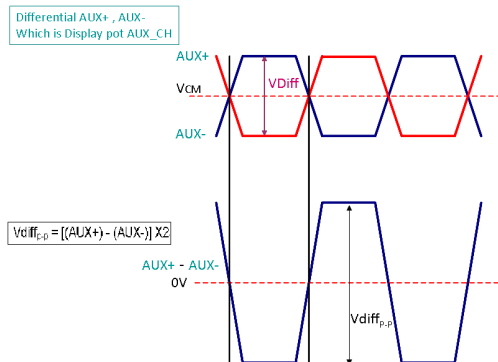 Differential AUX+ , AUX-
Which is Display pot AUX_CH
AUX+
VCM
VDiff
AUX-
VdiffP-P = [(AUX+) - (AUX-)] X2
AUX+ - AUX-
0V
VdiffP-P